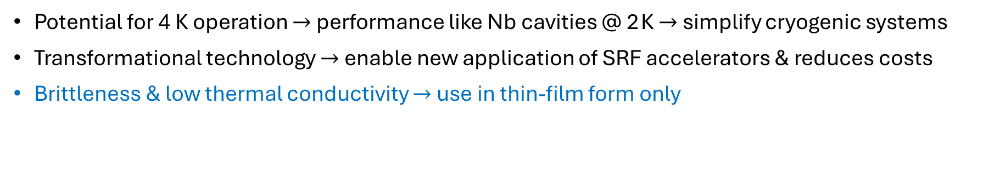 • Potential for 4 K operation → performance like Nb cavities @ 2 K → simplify cryogenic systems
• Transformational technology → enable new application of SRF accelerators & reduces costs
• Brittleness & low thermal conductivity → use in thin-film form only